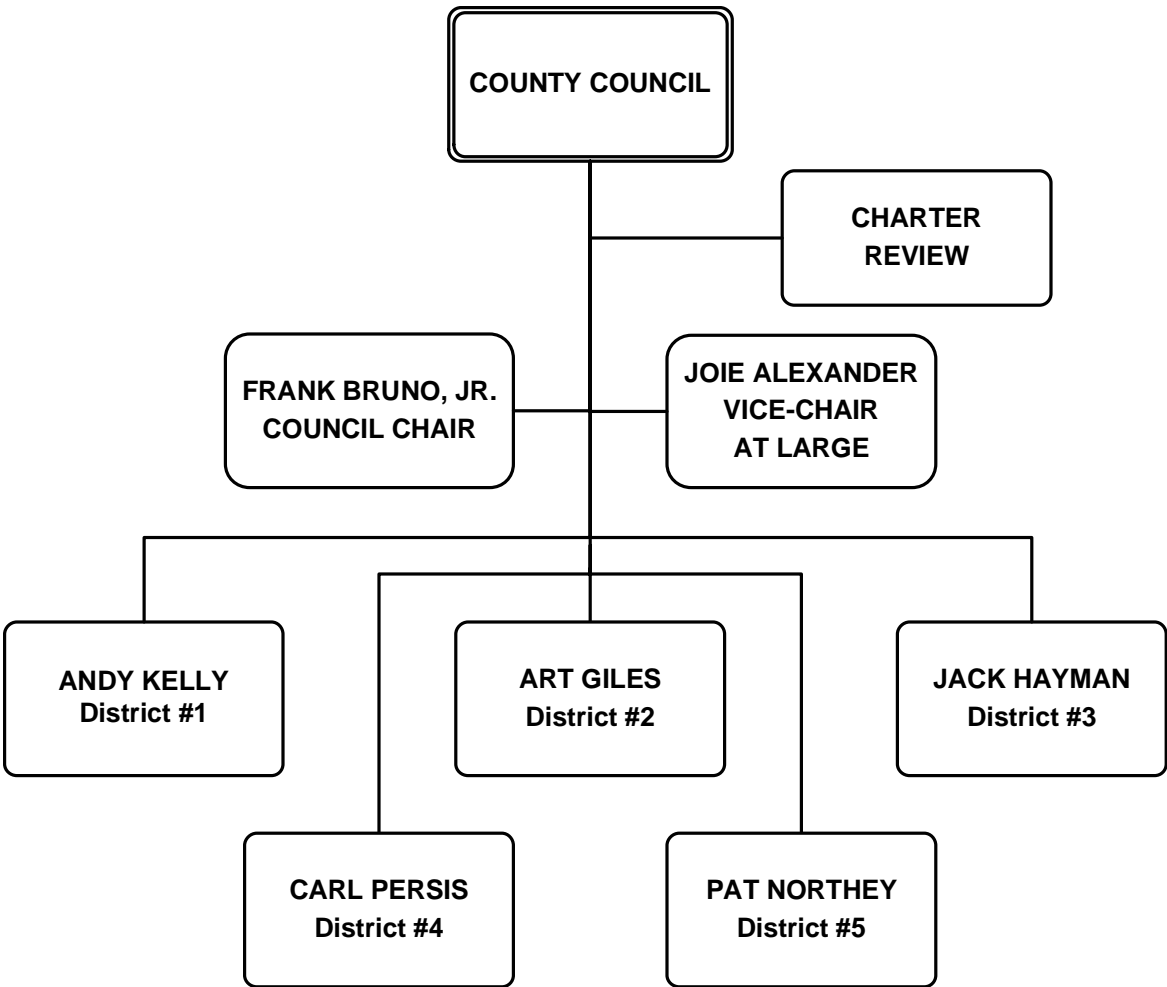 COUNTY COUNCIL
CHARTER
REVIEW
FRANK BRUNO, JR.
COUNCIL CHAIR
JOIE ALEXANDER
VICE-CHAIR
AT LARGE
ANDY KELLY
District #1
ART GILES
District #2
JACK HAYMAN
District #3
CARL PERSIS
District #4
PAT NORTHEY
District #5